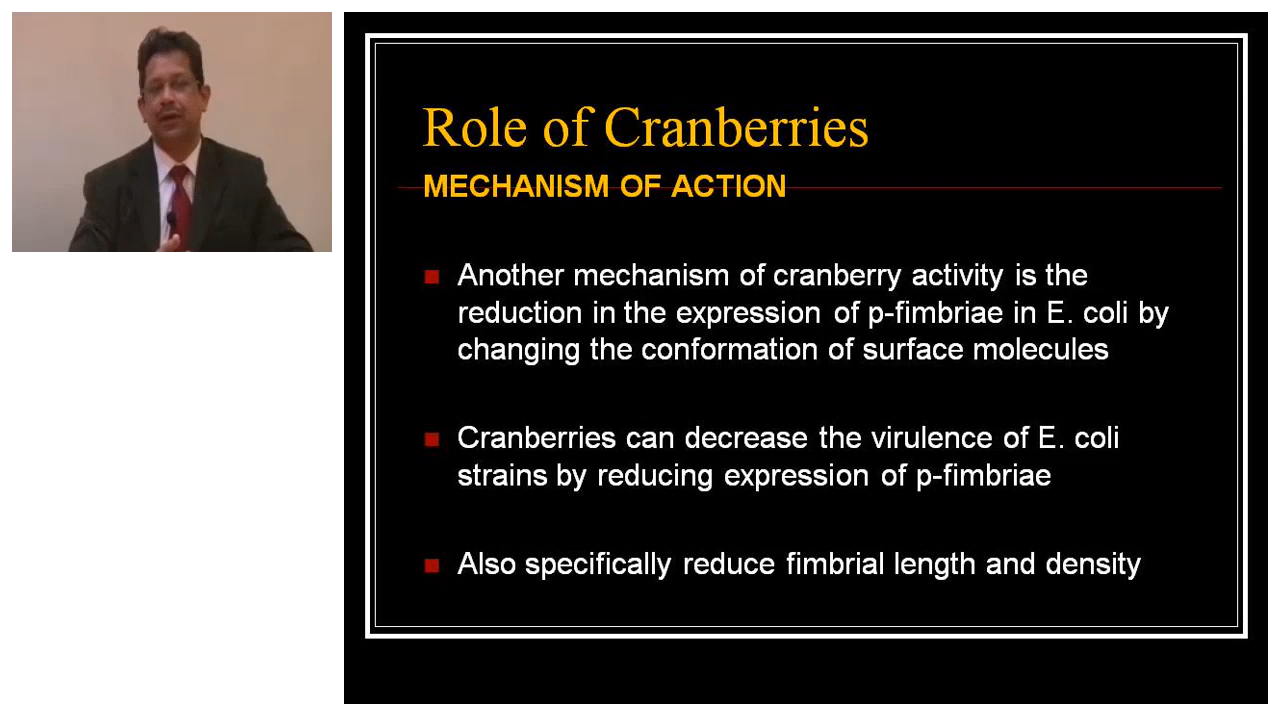 Role of Cranberries
MECHANISM OF ACTION
Another mechanism of cranberry activity is the
reduction in the expression of p-fimbriae in E. coli by
changing the conformation of surface molecules
Cranberries can decrease the virulence of E. coli
strains by reducing expression of p-fimbriae
Also specifically reduce fimbrial length and density